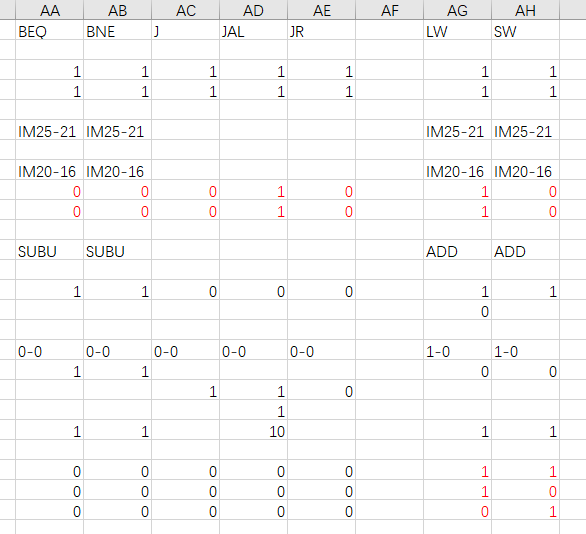 AA AB AC AD AE AF AG AH
BEQ BNE J JAL JR LW SW
1 1 1 1 1 1 1
1 1 1 1 1 1 1
IM25-21 IM25-21 IM25-21 IM25-21
IM20-16 IM20-16 IM20-16 IM20-16
0 0 0 1 0 1 0
0 0 0 1 0 1 0
SUBU SUBU ADD ADD
1 1 0 0 0 1 1
0
0-0 0-0 0-0 0-0 0-0 1-0 1-0
1 1 0 0
1 1 0
1
1 1 10 1 1
0 0 0 0 0 1 1
0 0 0 0 0 1 0
0 0 0 0 0 0 1